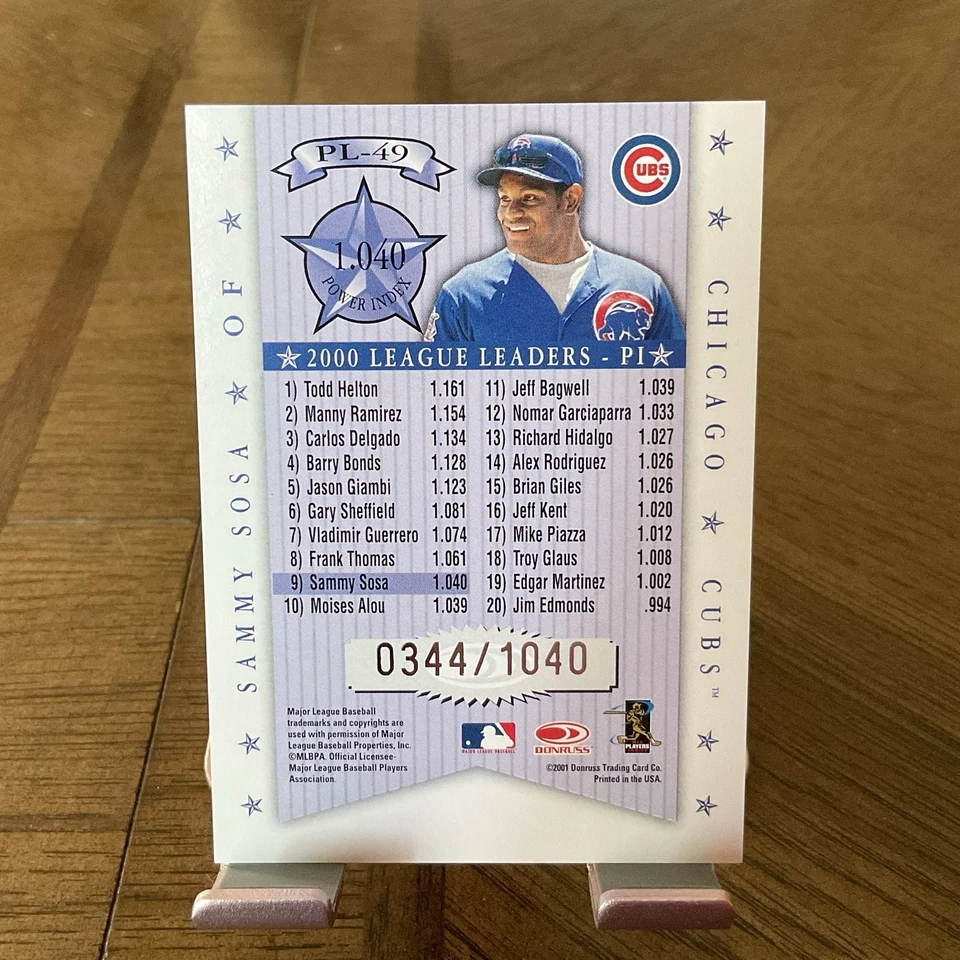 PL-49
CUBS
1.040
POWER INDEX
SAMMY SOSA OF
CHICAGO CUBS™
2000 LEAGUE LEADERS - PI
1) Todd Helton 1.161
2) Manny Ramirez 1.154
3) Carlos Delgado 1.134
4) Barry Bonds 1.128
5) Jason Giambi 1.123
6) Gary Sheffield 1.081
7) Vladimir Guerrero 1.074
8) Frank Thomas 1.061
9) Sammy Sosa 1.040
10) Moises Alou 1.039
11) Jeff Bagwell 1.039
12) Nomar Garciaparra 1.033
13) Richard Hidalgo 1.027
14) Alex Rodriguez 1.026
15) Brian Giles 1.026
16) Jeff Kent 1.020
17) Mike Piazza 1.012
18) Troy Glaus 1.008
19) Edgar Martinez 1.002
20) Jim Edmonds .994
0344/1040
Major League Baseball
trademarks and copyrights are
used with permission of Major
League Baseball Properties, Inc.
©MLBPA. Official Licensee-
Major League Baseball Players
Association.
MAJOR LEAGUE BASEBALL
DONRUSS
PLAYERS
©2001 Donruss Trading Card Co.
Printed in the USA.